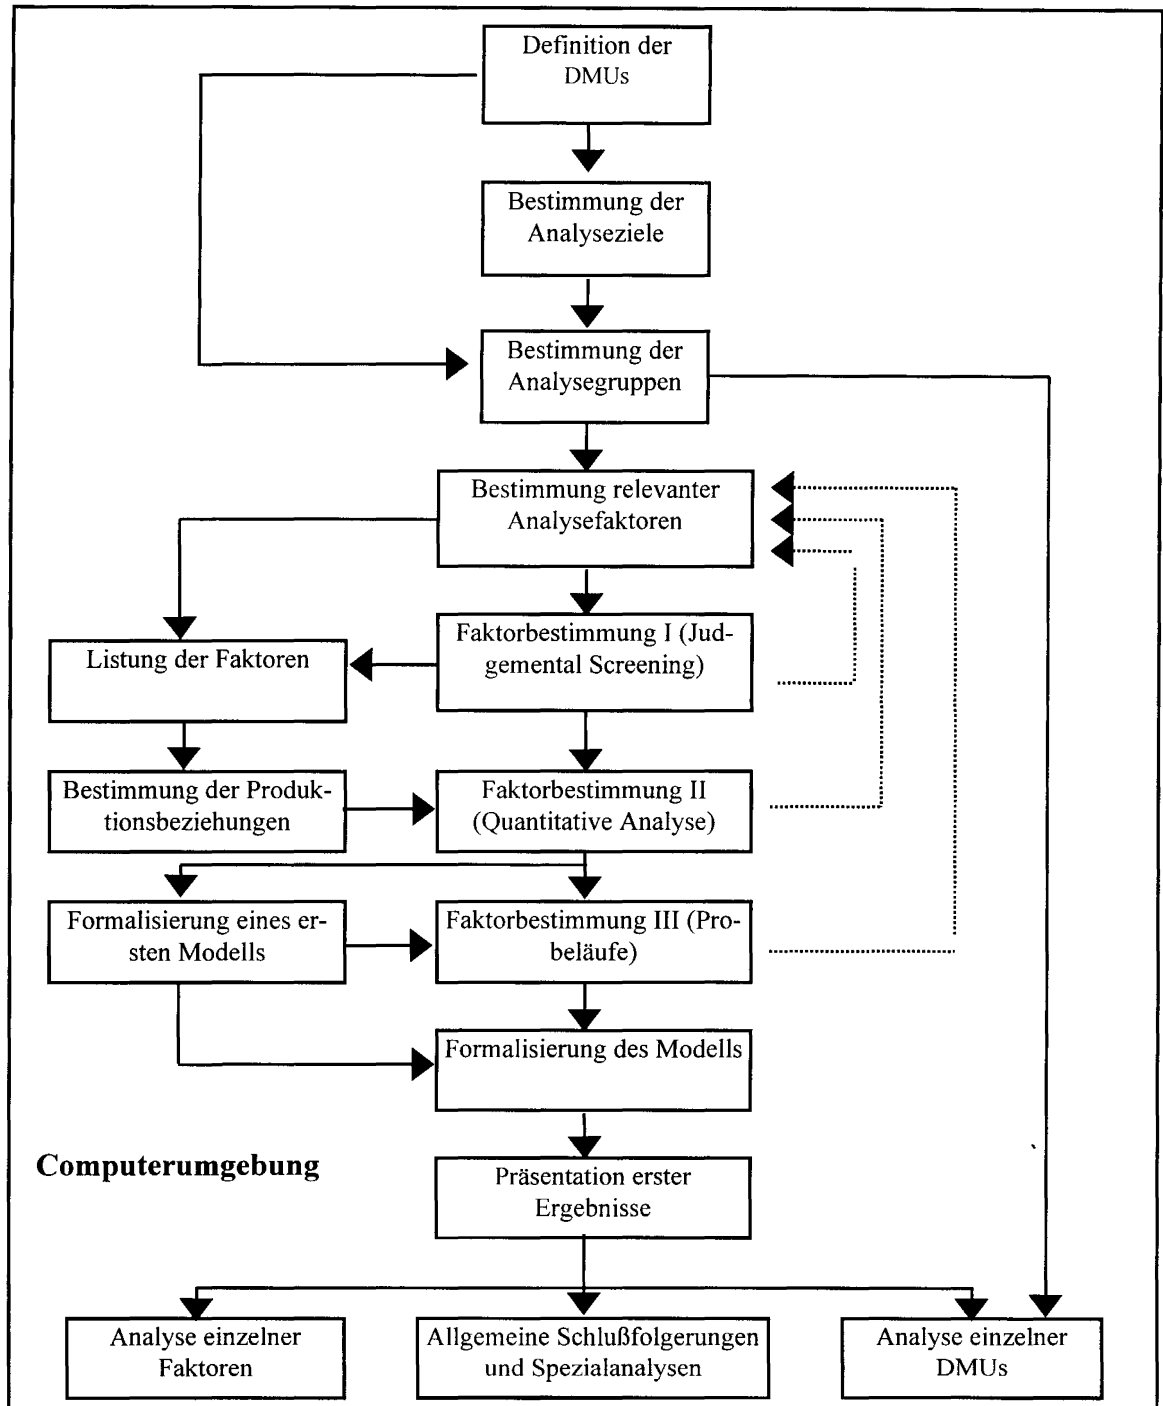 Definition der
DMUs
Bestimmung der
Analyseziele
Bestimmung der
Analysegruppen
Bestimmung relevanter
Analysefaktoren
Faktorbestimmung I (Jud-
gemental Screening)
Listung der Faktoren
Bestimmung der Produk-
tionsbeziehungen
Faktorbestimmung II
(Quantitative Analyse)
Formalisierung eines er-
sten Modells
Faktorbestimmung III (Pro-
beläufe)
Formalisierung des Modells
Computerumgebung
Präsentation erster
Ergebnisse
Analyse einzelner
Faktoren
Allgemeine Schlußfolgerungen
und Spezialanalysen
Analyse einzelner
DMUs